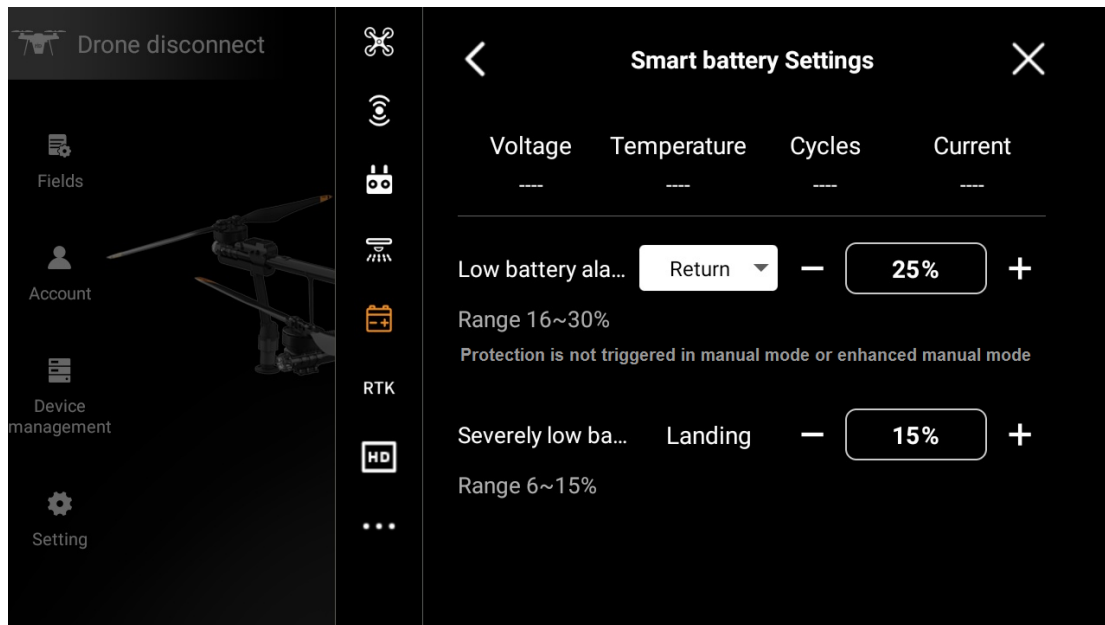 Drone disconnect
Fields
Account
Device
management
Setting
RTK
HD
Smart battery Settings
Voltage Temperature Cycles Current
---- ---- ---- ----
Low battery ala... Return 25%
Range 16~30%
Protection is not triggered in manual mode or enhanced manual mode
Severely low ba... Landing 15%
Range 6~15%